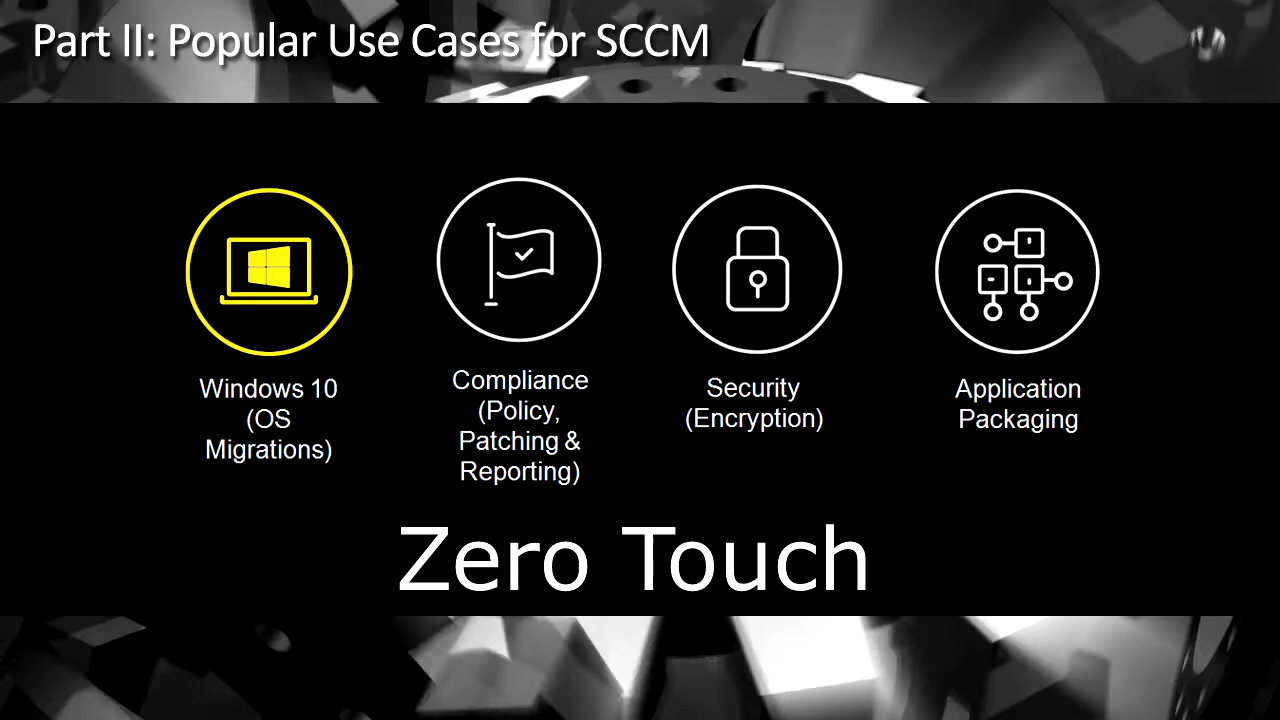 Part II: Popular Use Cases for SCCM
Windows 10
(OS
Migrations)
Compliance
(Policy,
Patching &
Reporting)
Security
(Encryption)
Application
Packaging
Zero Touch